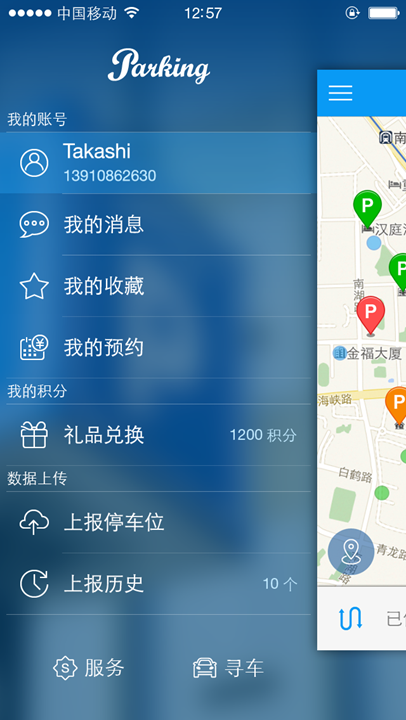 中国移动
12:57
Parking
我的账号
Takashi
13910862630
我的消息
我的收藏
我的预约
我的积分
礼品兑换 1200 积分
数据上传
上报停车位
上报历史 10 个
服务 寻车
南
P
汉庭
P
南湖路
P
金福大厦
P
海峡路
白鹤路
青龙路
已